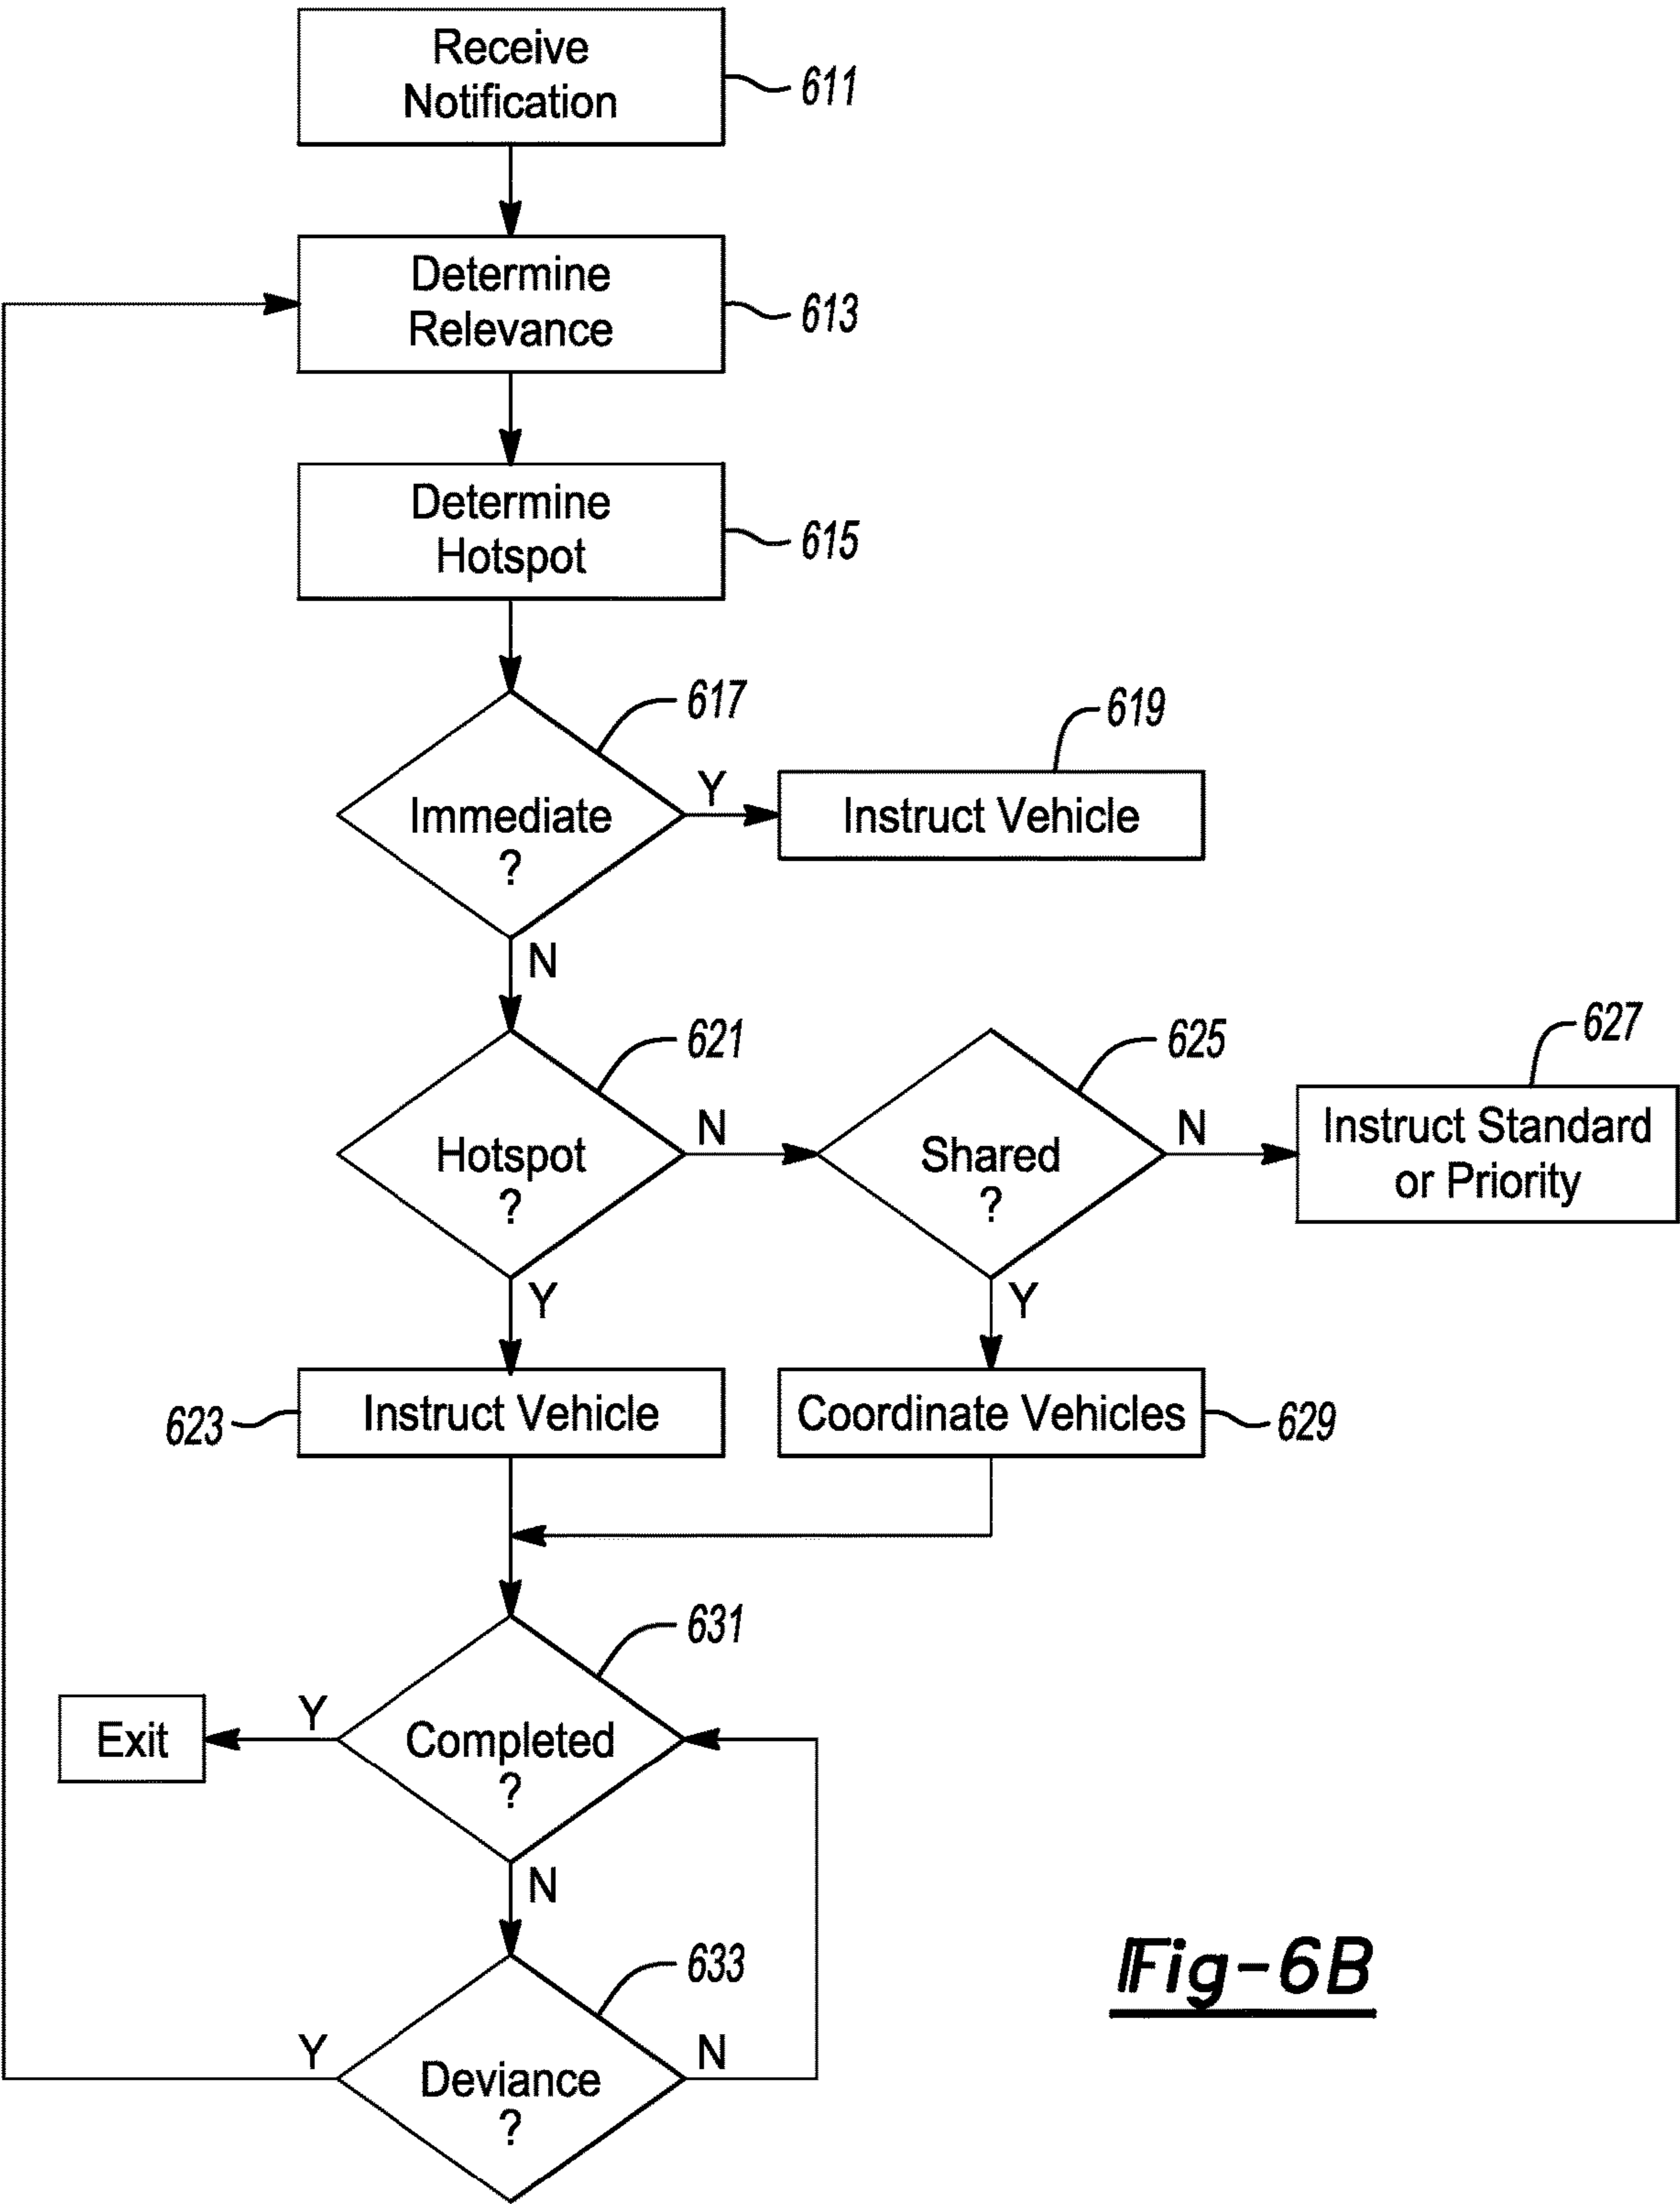 Receive
Notification
611
Determine
Relevance
613
Determine
Hotspot
615
617
Immediate
?
Y
619
Instruct Vehicle
N
621
Hotspot
?
N
625
Shared
?
N
627
Instruct Standard
or Priority
Y
Y
623
Instruct Vehicle
Coordinate Vehicles
629
631
Completed
?
Y
Exit
N
633
Deviance
?
Y
N
Fig-6B